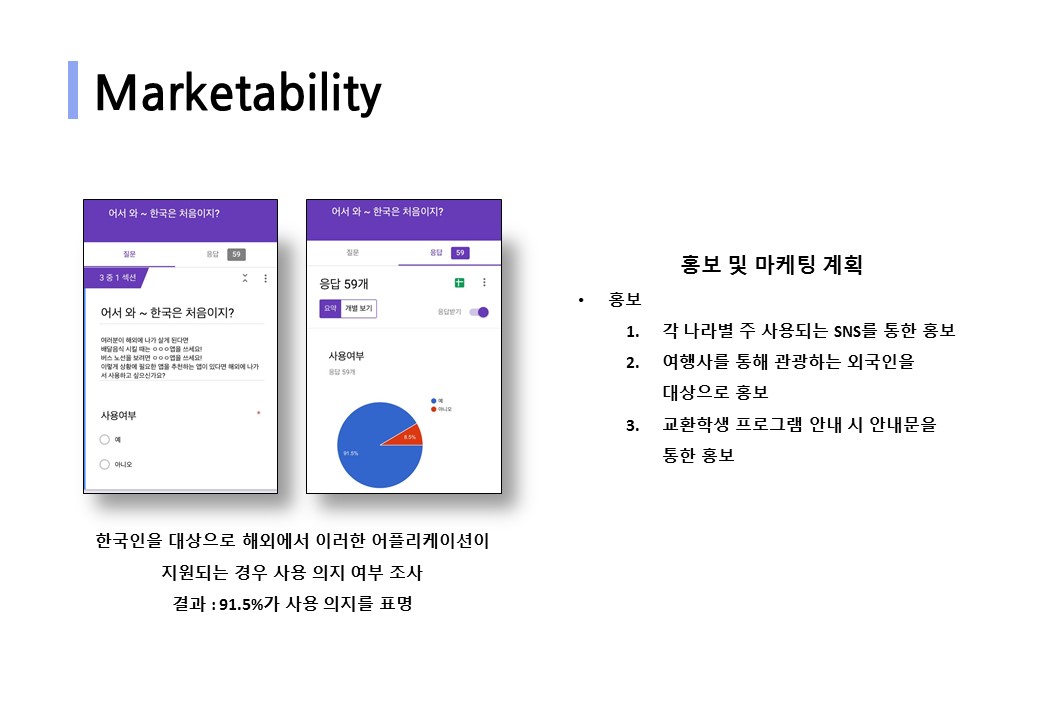 Marketability
어서 와 ~ 한국은 처음이지?
질문
응답 59
3 중 1 섹션
어서 와 ~ 한국은 처음이지?
여러분이 해외에 나가 살게 된다면
배달음식 시킬 때는 ㅇㅇㅇ앱을 쓰세요!
버스 노선을 보려면 ㅇㅇㅇ앱을 쓰세요!
이렇게 상황에 필요한 앱을 추천하는 앱이 있다면 해외에 나가
서 사용하고 싶으신가요?
사용여부 *
예
아니오
어서 와 ~ 한국은 처음이지?
질문
응답 59
응답 59개
요약 개별 보기
응답받기
사용여부
응답 59개
예
아니오
8.5%
91.5%
한국인을 대상으로 해외에서 이러한 어플리케이션이
지원되는 경우 사용 의지 여부 조사
결과 : 91.5%가 사용 의지를 표명
홍보 및 마케팅 계획
• 홍보
1. 각 나라별 주 사용되는 SNS를 통한 홍보
2. 여행사를 통해 관광하는 외국인을
대상으로 홍보
3. 교환학생 프로그램 안내 시 안내문을
통한 홍보